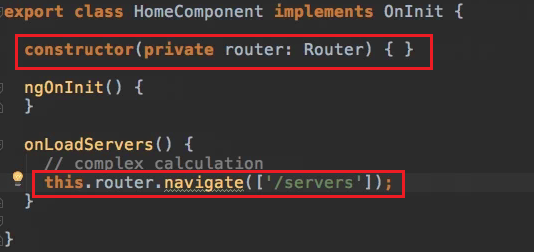 export class HomeComponent implements OnInit {
constructor(private router: Router) { }
ngOnInit() {
}
onLoadServers() {
// complex calculation
this.router.navigate(['/servers']);
}
}